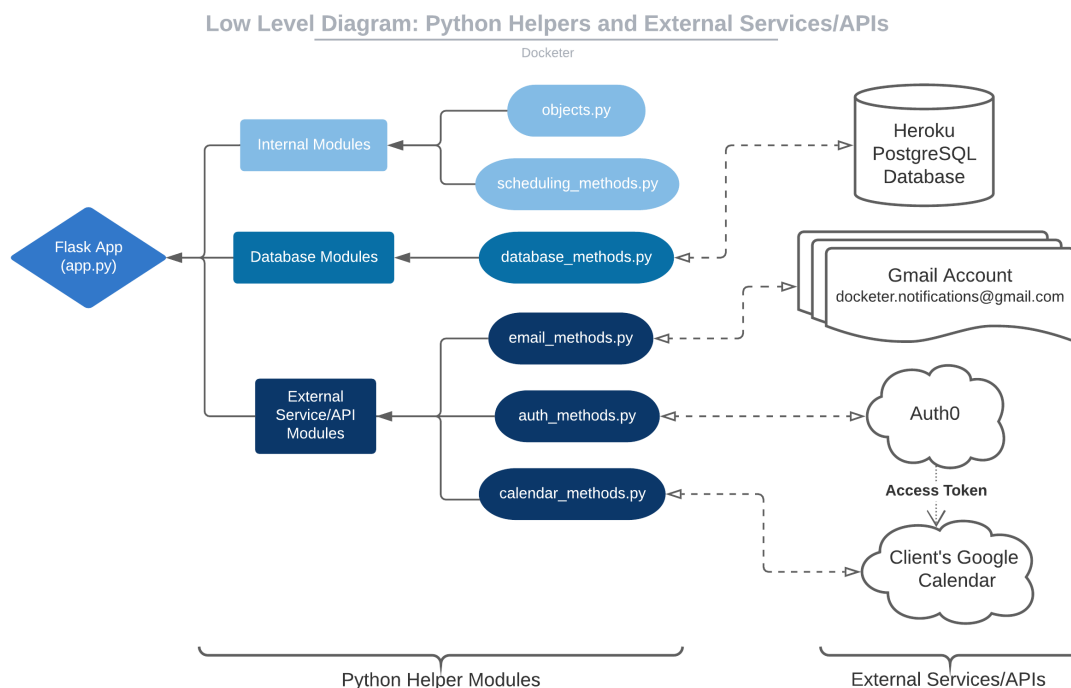 Low Level Diagram: Python Helpers and External Services/APIs
Docketer
objects.py
Internal Modules
scheduling_methods.py
Heroku
PostgreSQL
Database
Flask App
(app.py)
Database Modules
database_methods.py
Gmail Account
docketer.notifications@gmail.com
email_methods.py
External
Service/API
Modules
auth_methods.py
Auth0
calendar_methods.py
Access Token
Client's Google
Calendar
Python Helper Modules
External Services/APIs